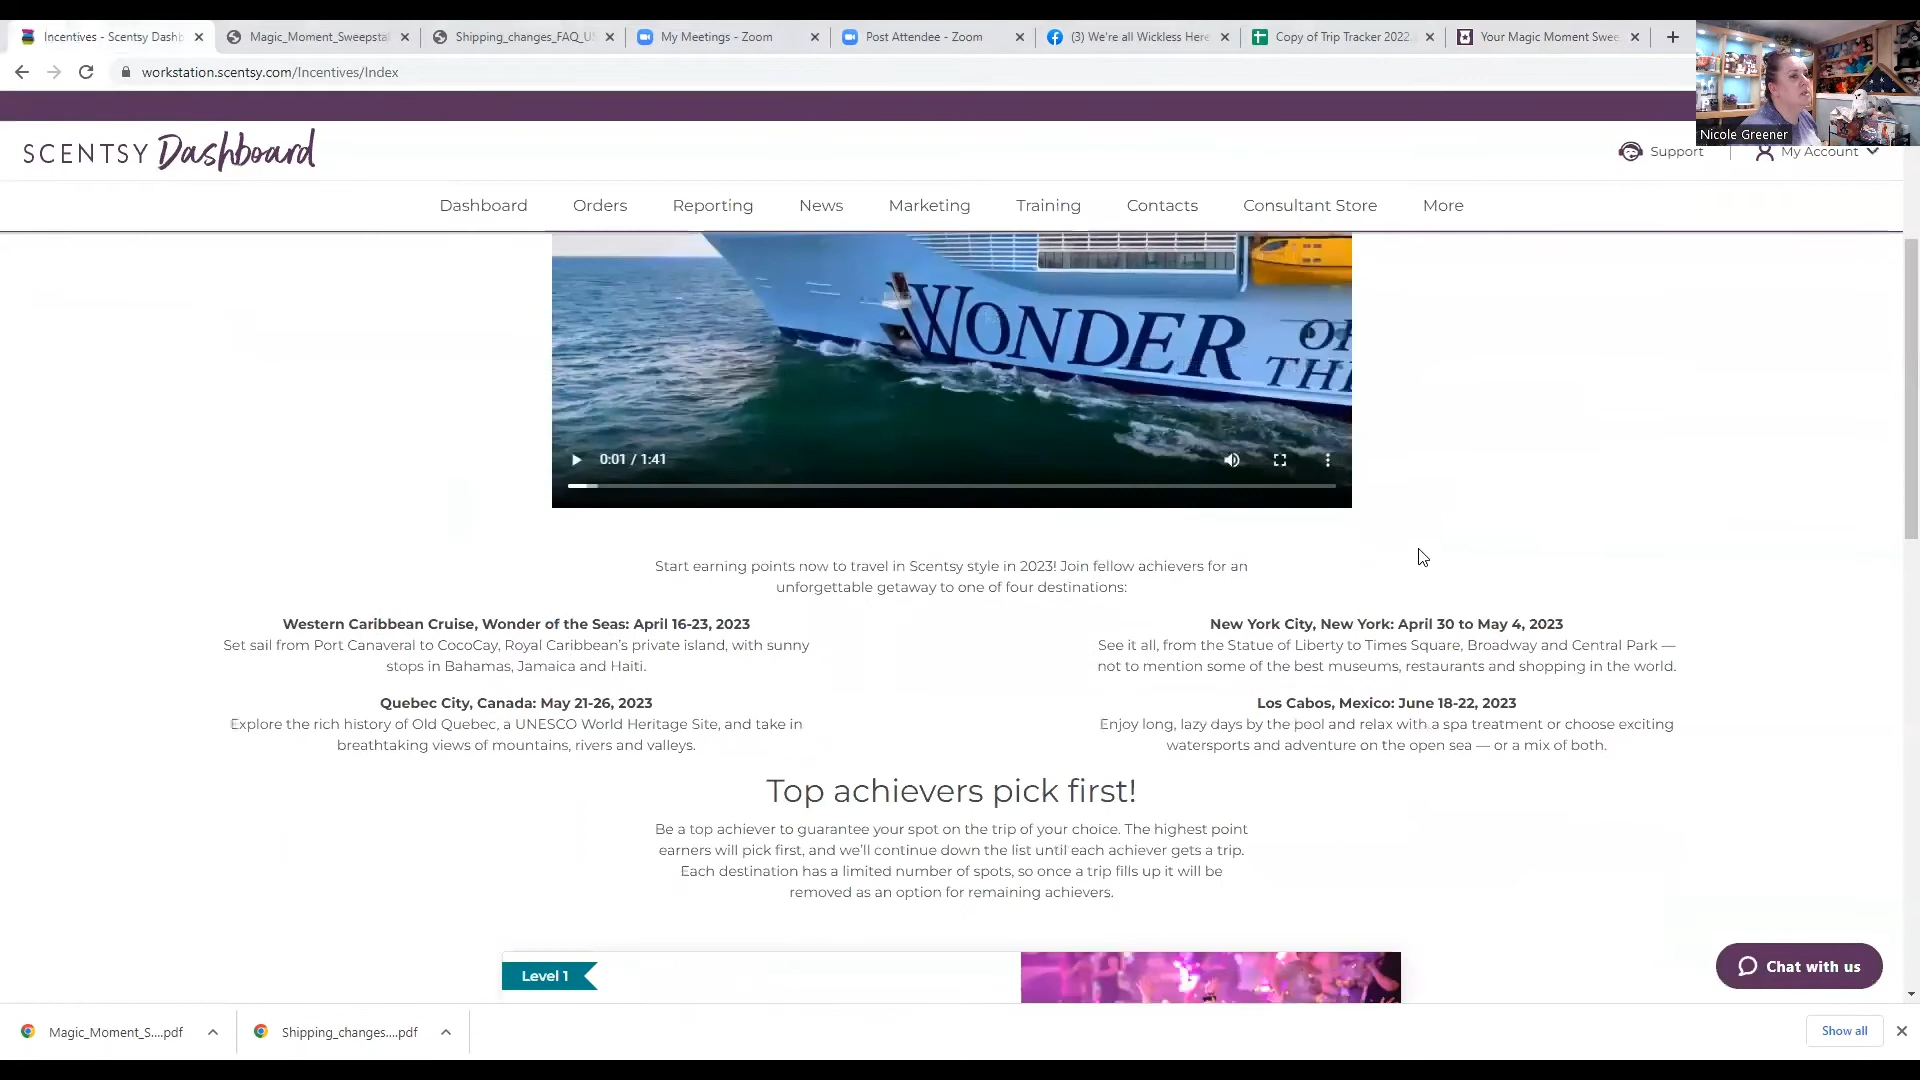 Incentives - Scentsy Dashb
Magic_Moment_Sweepsta
Shipping_changes_FAQ_US
My Meetings - Zoom
Post Attendee - Zoom
(3) We're all Wickless Here
Copy of Trip Tracker 2022
Your Magic Moment Swee
workstation.scentsy.com/Incentives/Index
Nicole Greener
SCENTSY Dashboard
Support
My Account
Dashboard
Orders
Reporting
News
Marketing
Training
Contacts
Consultant Store
More
WONDER OF
THE
0:01 / 1:41
Start earning points now to travel in Scentsy style in 2023! Join fellow achievers for an
unforgettable getaway to one of four destinations:
Western Caribbean Cruise, Wonder of the Seas: April 16-23, 2023
Set sail from Port Canaveral to CocoCay, Royal Caribbean's private island, with sunny
stops in Bahamas, Jamaica and Haiti.
New York City, New York: April 30 to May 4, 2023
See it all, from the Statue of Liberty to Times Square, Broadway and Central Park —
not to mention some of the best museums, restaurants and shopping in the world.
Quebec City, Canada: May 21-26, 2023
Explore the rich history of Old Quebec, a UNESCO World Heritage Site, and take in
breathtaking views of mountains, rivers and valleys.
Los Cabos, Mexico: June 18-22, 2023
Enjoy long, lazy days by the pool and relax with a spa treatment or choose exciting
watersports and adventure on the open sea — or a mix of both.
Top achievers pick first!
Be a top achiever to guarantee your spot on the trip of your choice. The highest point
earners will pick first, and we'll continue down the list until each achiever gets a trip.
Each destination has a limited number of spots, so once a trip fills up it will be
removed as an option for remaining achievers.
Level 1
Chat with us
Magic_Moment_S....pdf
Shipping_changes....pdf
Show all